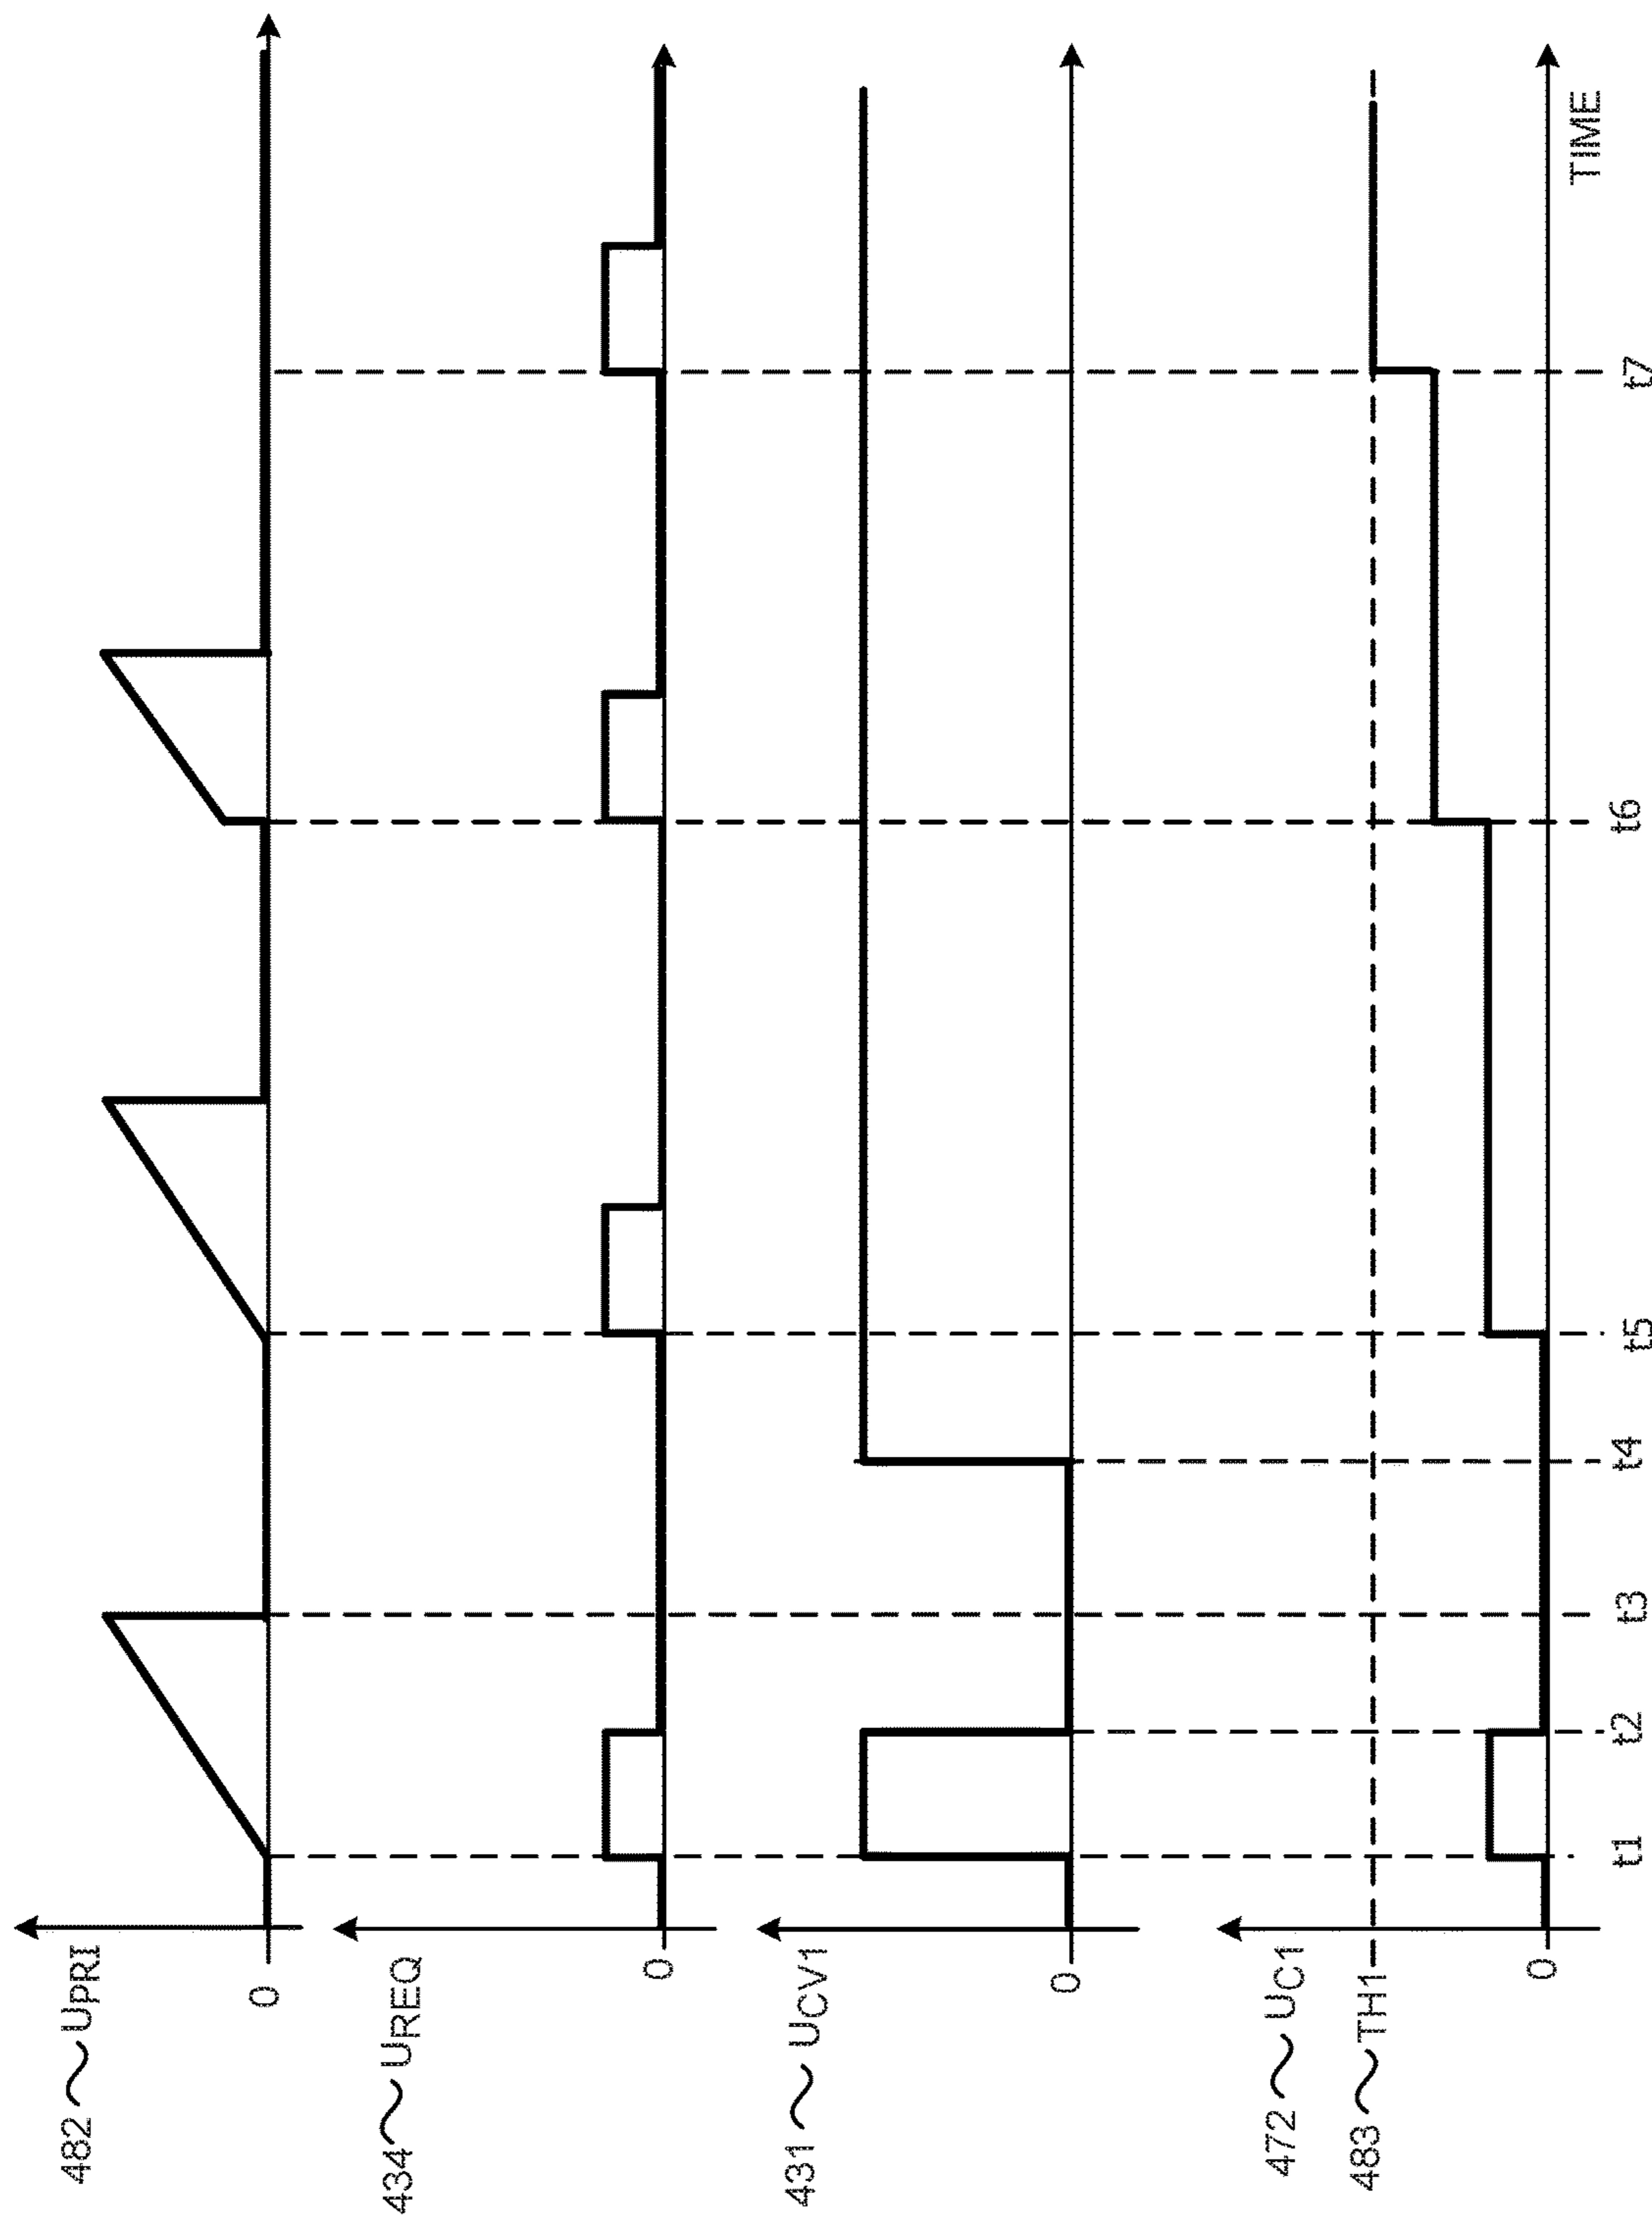 482 UPRI
0
434 UREQ
0
431 UCV1
0
472 UC1
483 TH1
0
t1 t2 t3 t4 t5 t6 t7
TIME